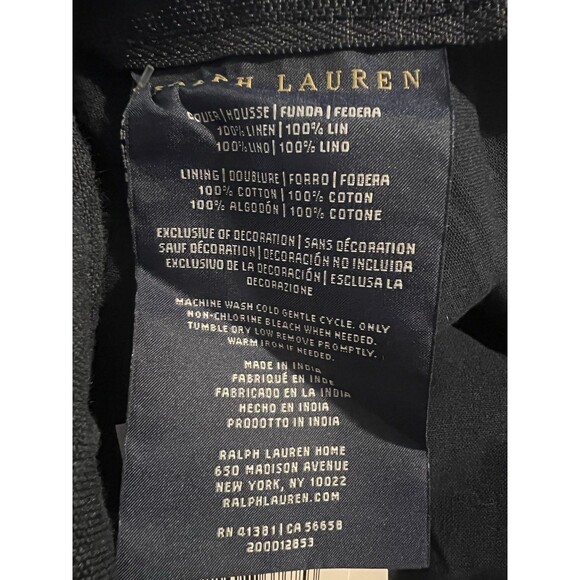 RALPH LAUREN
COVER|HOUSSE|FUNDA|FEDERA
100% LINEN|100% LIN
100% LINO|100% LINO
LINING|DOUBLURE|FORRO|FODERA
100% COTTON|100% COTON
100% ALGODÓN|100% COTONE
EXCLUSIVE OF DECORATION|SANS DÉCORATION
SAUF DÉCORATION|DECORACIÓN NO INCLUIDA
EXCLUSIVO DE LA DECORACIÓN|ESCLUSA LA
DECORAZIONE
MACHINE WASH COLD GENTLE CYCLE. ONLY
NON-CHLORINE BLEACH WHEN NEEDED.
TUMBLE DRY LOW REMOVE PROMPTLY.
WARM IRON IF NEEDED.
MADE IN INDIA
FABRIQUÉ EN INDE
FABRICADO EN LA INDIA
HECHO EN INDIA
PRODOTTO IN INDIA
RALPH LAUREN HOME
650 MADISON AVENUE
NEW YORK, NY 10022
RALPHLAUREN.COM
RN 41381|CA 56658
200012853